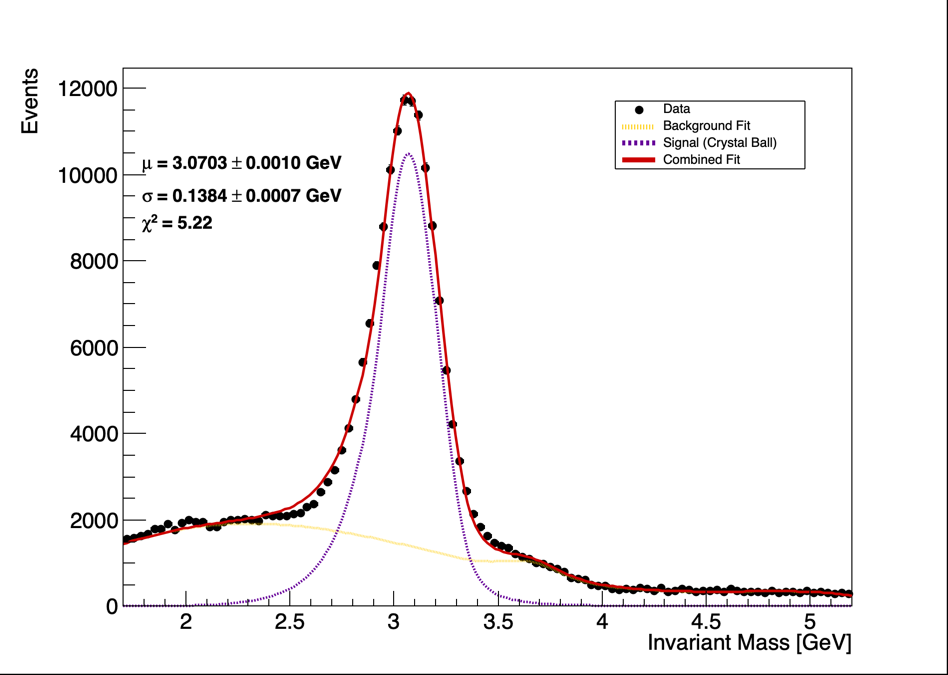 Events
12000
10000
8000
6000
4000
2000
0
μ = 3.0703 ± 0.0010 GeV
σ = 0.1384 ± 0.0007 GeV
χ² = 5.22
Data
Background Fit
Signal (Crystal Ball)
Combined Fit
2 2.5 3 3.5 4 4.5 5
Invariant Mass [GeV]